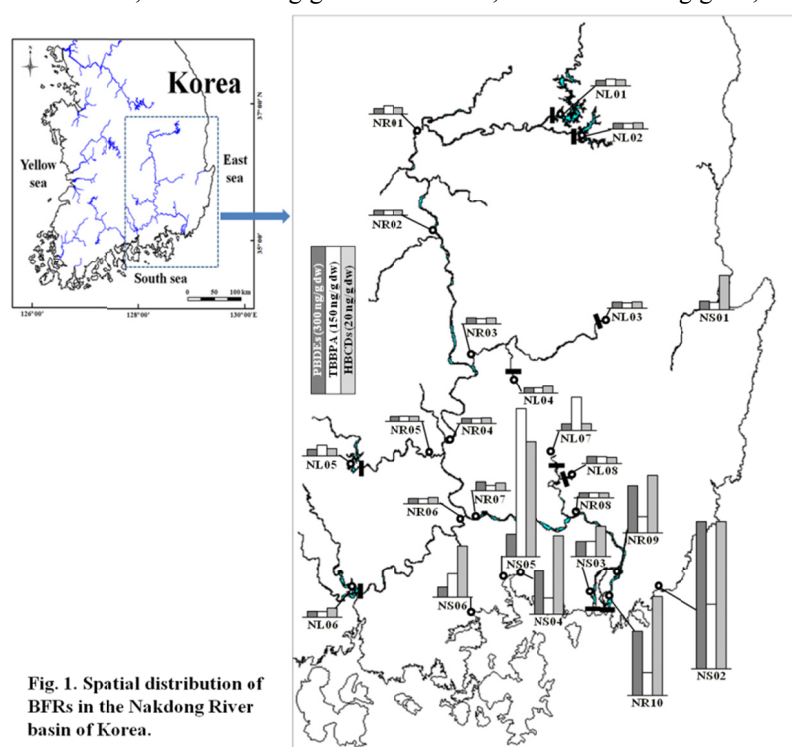 Korea
Yellow
sea
East
sea
South sea
N
37°00′N
35°00′
126°00′
128°00′
130°00′E
0 50 100 km
NL01
NR01
NL02
NR02
PBDEs (300 ng/g dw)
TBBPA (150 ng/g dw)
HBCDs (20 ng/g dw)
NS01
NL03
NR03
NL04
NR05
NR04
NL07
NL05
NL08
NR07
NR06
NR08
NR09
NS05
NS03
NS06
NS04
NL06
NS02
NR10
Fig. 1. Spatial distribution of
BFRs in the Nakdong River
basin of Korea.